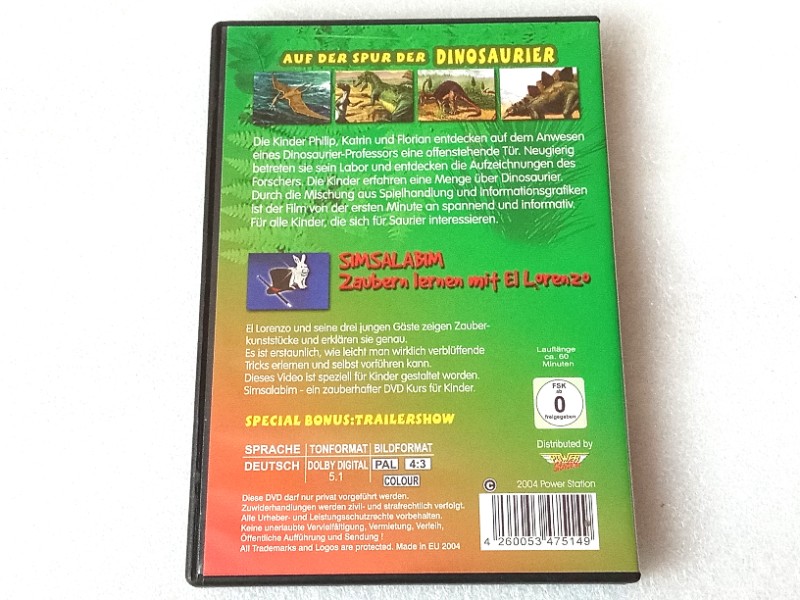 AUF DER SPUR DER DINOSAURIER
Die Kinder Philip, Katrin und Florian entdecken auf dem Anwesen
eines Dinosaurier-Professors eine offenstehende Tür. Neugierig
betreten sie sein Labor und entdecken die Aufzeichnungen des
Forschers. Die Kinder erfahren eine Menge über Dinosaurier.
Durch die Mischung aus Spielhandlung und Informationsgrafiken
ist der Film von der ersten Minute an spannend und informativ.
Für alle Kinder, die sich für Saurier interessieren.
SIMSALABIM
Zaubern lernen mit El Lorenzo
El Lorenzo und seine drei jungen Gäste zeigen Zauber-
kunststücke und erklären sie genau.
Es ist erstaunlich, wie leicht man wirklich verblüffende
Tricks erlernen und selbst vorführen kann.
Dieses Video ist speziell für Kinder gestaltet worden.
Simsalabim - ein zauberhafter DVD Kurs für Kinder.
Lauflänge
ca. 60
Minuten
FSK
ab
0
freigegeben
SPECIAL BONUS:TRAILERSHOW
SPRACHE TONFORMAT BILDFORMAT
DEUTSCH DOLBY DIGITAL PAL 4:3
5.1 COLOUR
Distributed by
POWER
STATION
© 2004 Power Station
Diese DVD darf nur privat vorgeführt werden.
Zuwiderhandlungen werden zivil- und strafrechtlich verfolgt.
Alle Urheber- und Leistungsschutzrechte vorbehalten.
Keine unerlaubte Vervielfältigung, Vermietung, Verleih,
Öffentliche Aufführung und Sendung !
All Trademarks and Logos are protected. Made in EU 2004
4 260053 475149